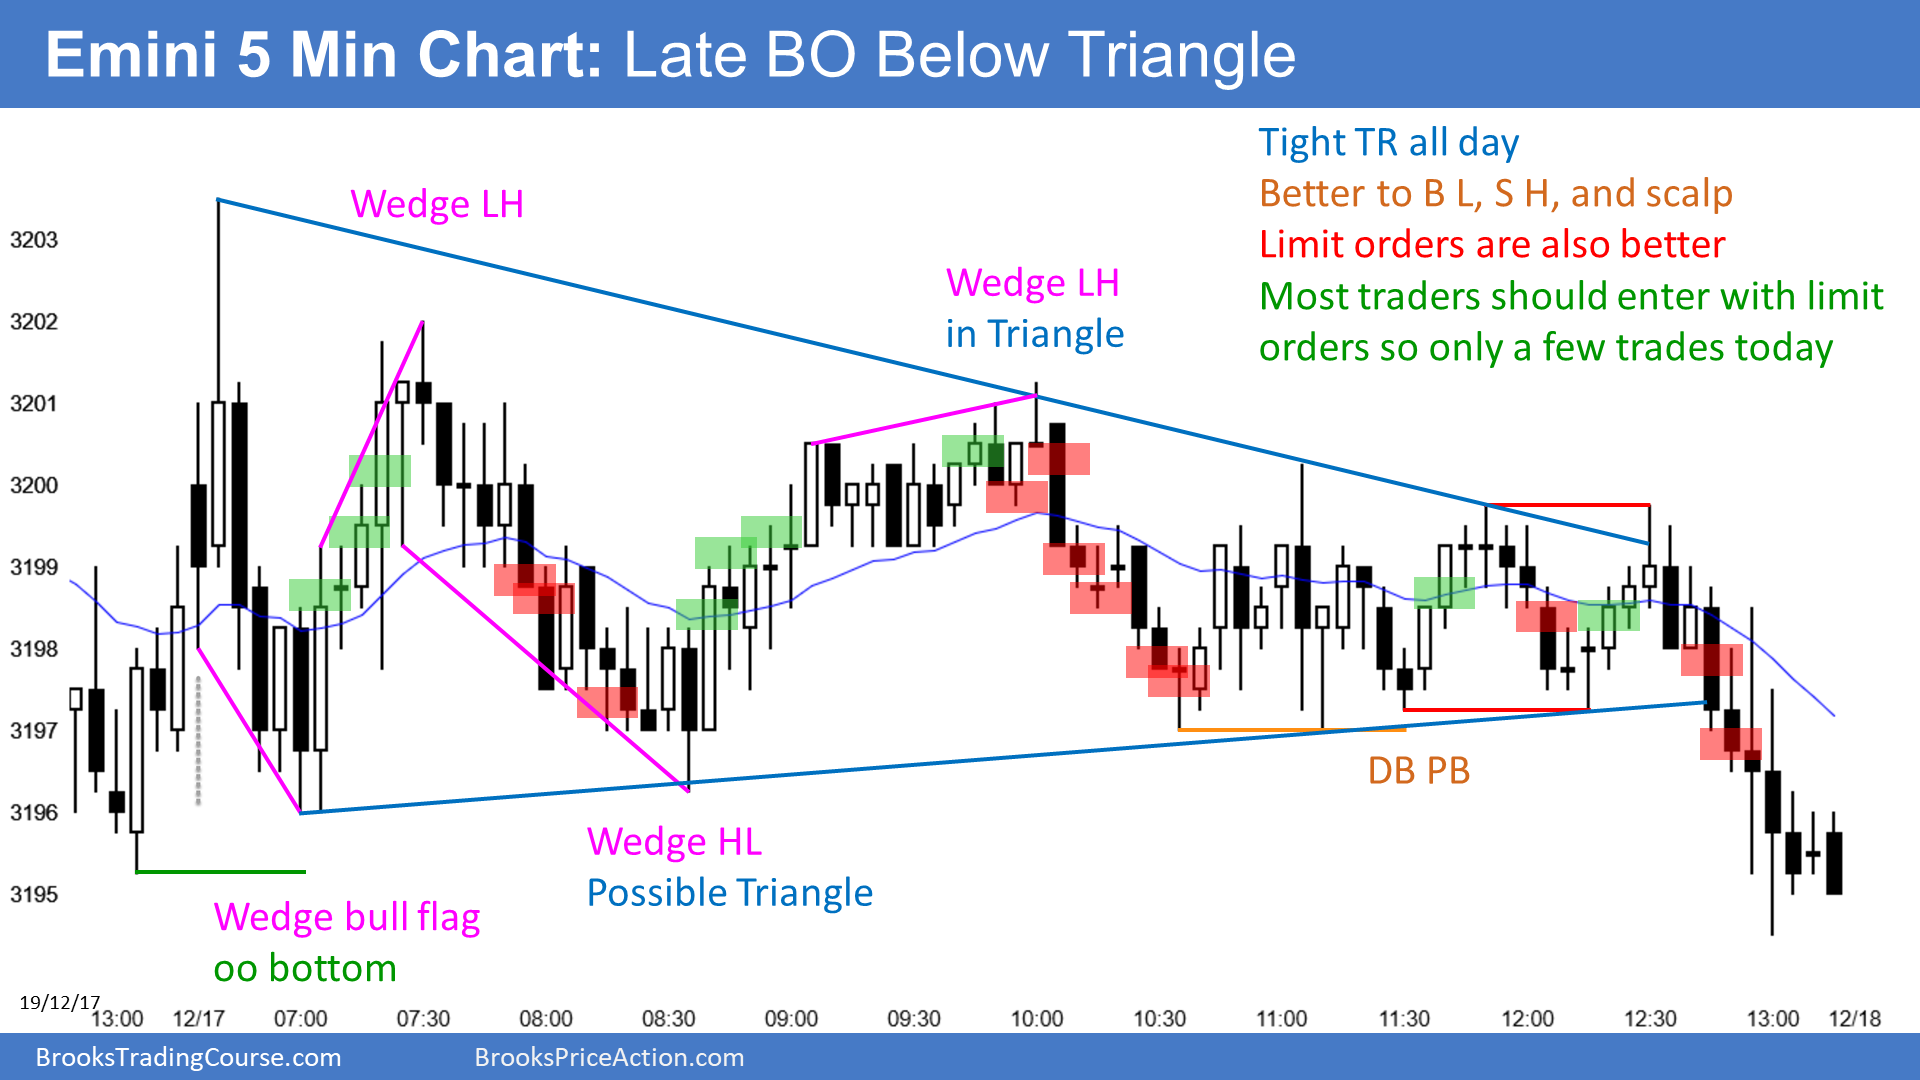 Emini 5 Min Chart: Late BO Below Triangle
Tight TR all day
Better to B L, S H, and scalp
Limit orders are also better
Most traders should enter with limit
orders so only a few trades today
Wedge LH
Wedge LH
in Triangle
3203
3202
3201
3200
3199
3198
3197
3196
3195
DB PB
Wedge HL
Possible Triangle
Wedge bull flag
oo bottom
19/12/17
13:00 12/17 07:00 07:30 08:00 08:30 09:00 09:30 10:00 10:30 11:00 11:30 12:00 12:30 13:00 12/18
BrooksTradingCourse.com BrooksPriceAction.com